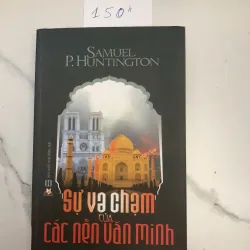 150K
SAMUEL
P. HUNTINGTON
Sự va chạm
của
các nền văn minh